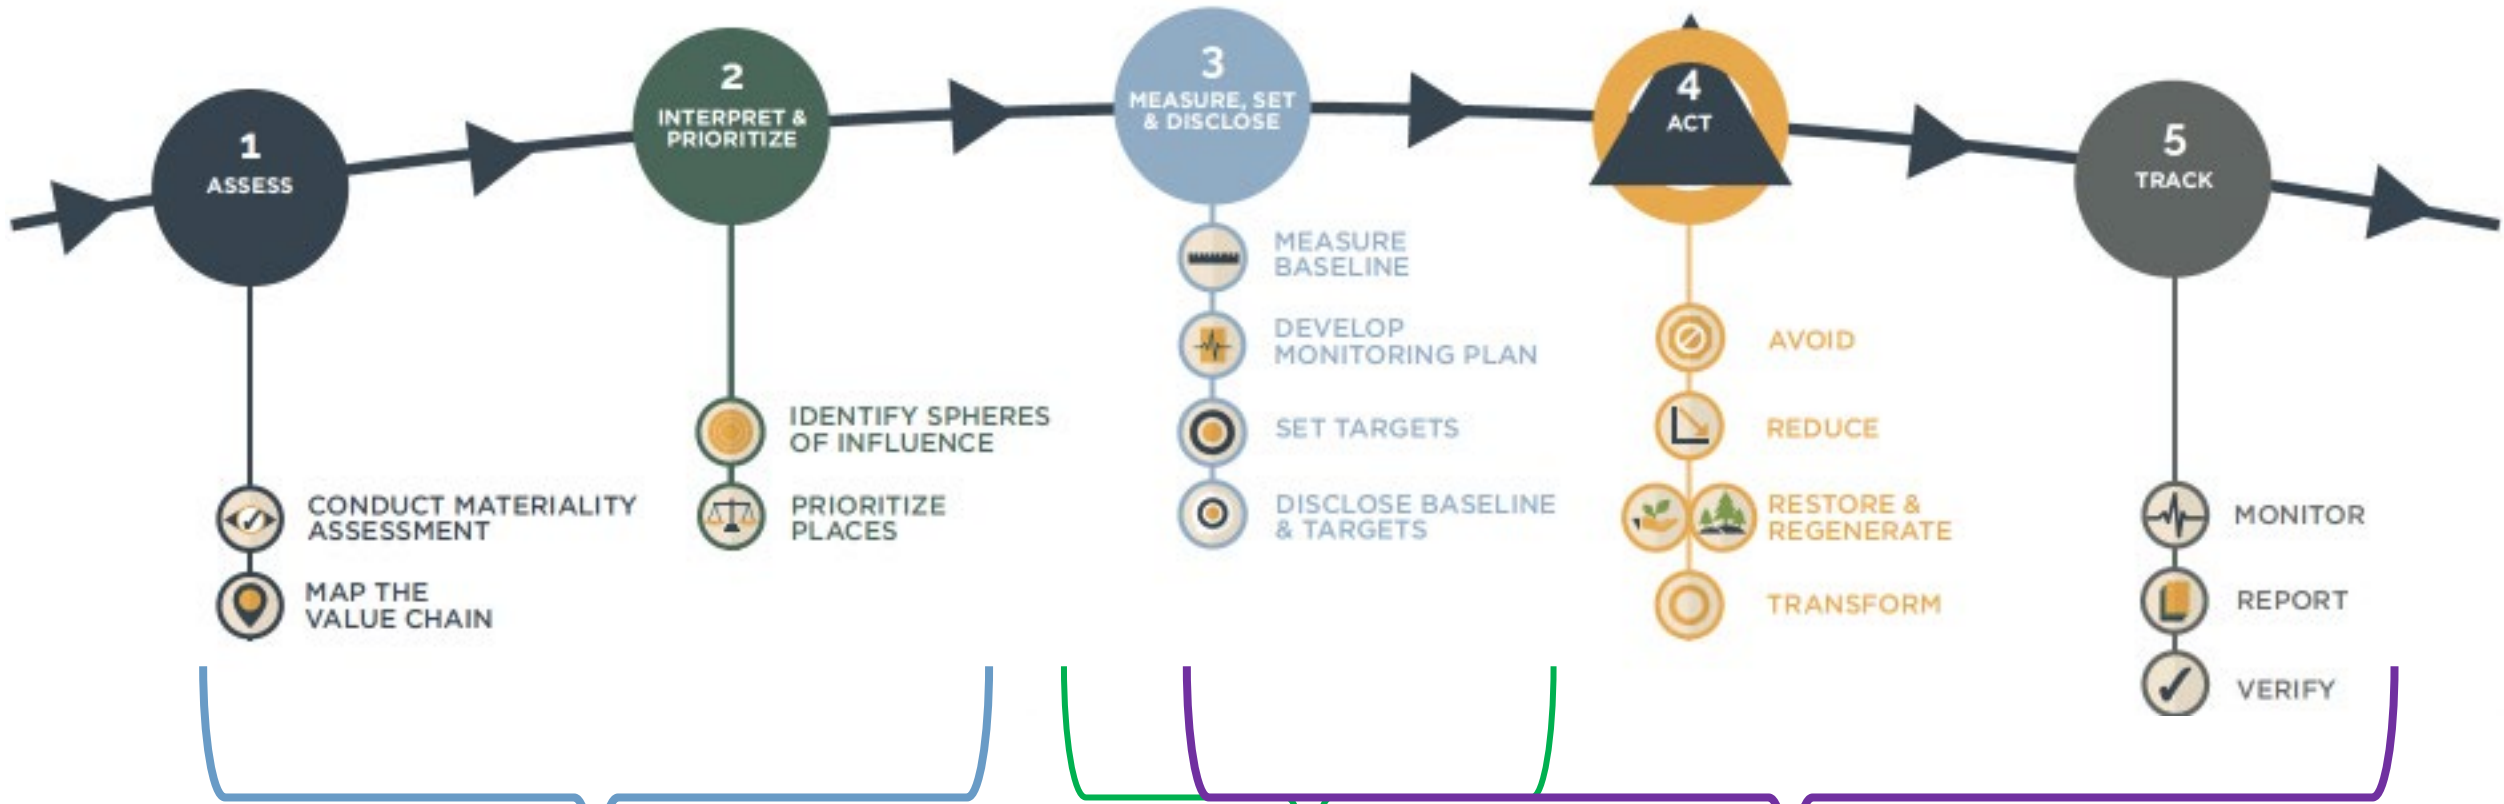 1
ASSESS
CONDUCT MATERIALITY
ASSESSMENT
MAP THE
VALUE CHAIN
2
INTERPRET &
PRIORITIZE
IDENTIFY SPHERES
OF INFLUENCE
PRIORITIZE
PLACES
3
MEASURE, SET
& DISCLOSE
MEASURE
BASELINE
DEVELOP
MONITORING PLAN
SET TARGETS
DISCLOSE BASELINE
& TARGETS
4
ACT
AVOID
REDUCE
RESTORE &
REGENERATE
TRANSFORM
5
TRACK
MONITOR
REPORT
VERIFY